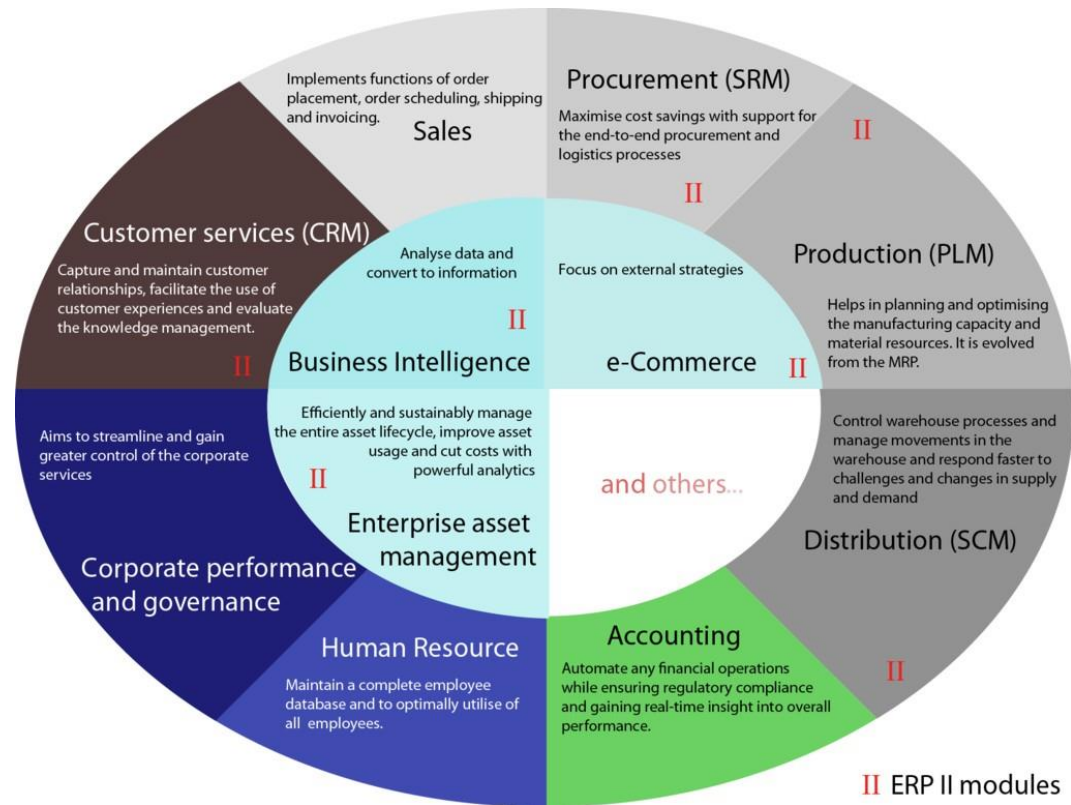 Implements functions of order
placement, order scheduling, shipping
and invoicing.
Sales
Procurement (SRM)
Maximise cost savings with support for
the end-to-end procurement and
logistics processes
II
II
Production (PLM)
Helps in planning and optimising
the manufacturing capacity and
material resources. It is evolved
from the MRP.
Customer services (CRM)
Capture and maintain customer
relationships, facilitate the use of
customer experiences and evaluate
the knowledge management.
II
Analyse data and
convert to information
II
Business Intelligence
Focus on external strategies
e-Commerce
II
Aims to streamline and gain
greater control of the corporate
services
Corporate performance
and governance
Efficiently and sustainably manage
the entire asset lifecycle, improve asset
usage and cut costs with
powerful analytics
II
Enterprise asset
management
and others...
Control warehouse processes and
manage movements in the
warehouse and respond faster to
challenges and changes in supply
and demand
Distribution (SCM)
II
Human Resource
Maintain a complete employee
database and to optimally utilise of
all employees.
Accounting
Automate any financial operations
while ensuring regulatory compliance
and gaining real-time insight into overall
performance.
II ERP II modules